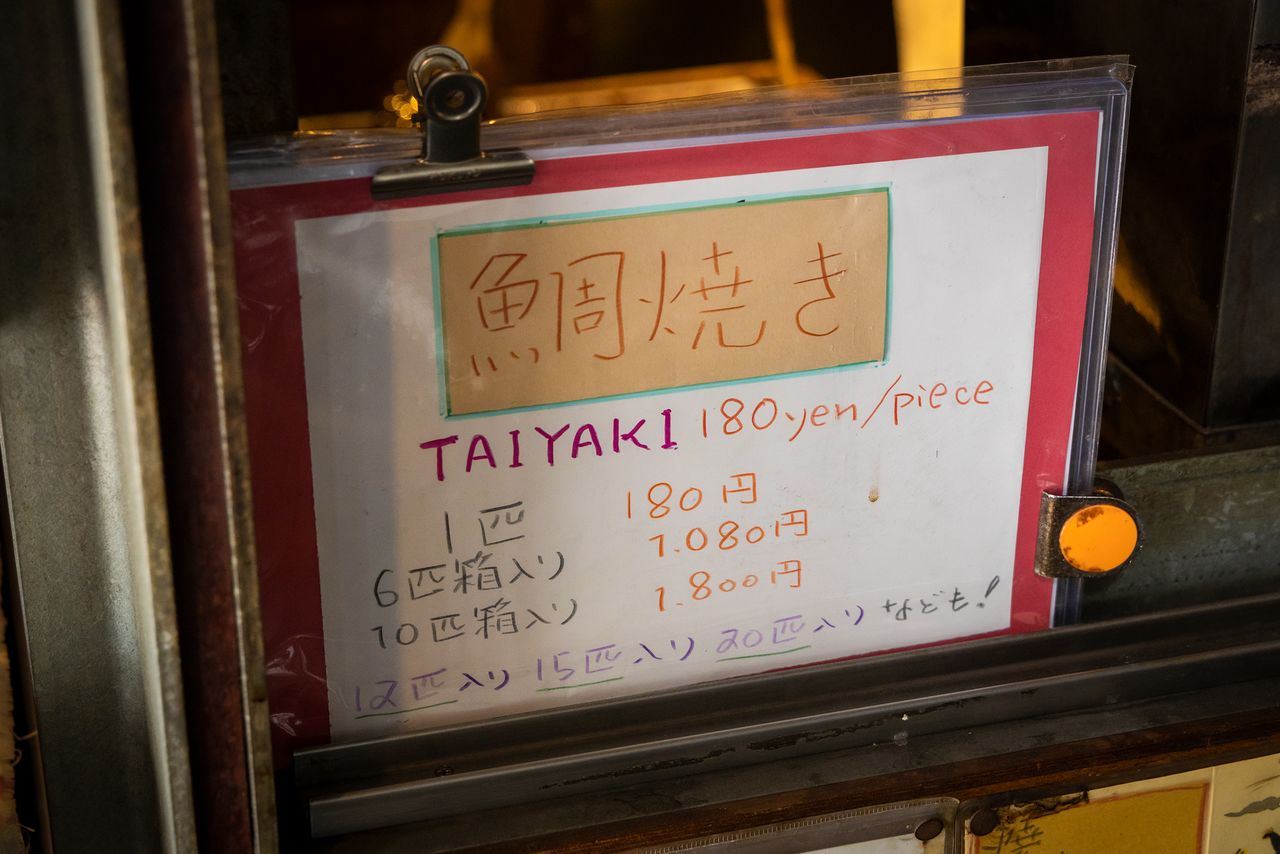 鯛焼き
TAIYAKI 180yen/piece
1匹 180円
6匹箱入り 1.080円
10匹箱入り 1.800円
12匹入り 15匹入り 20匹入り なども!